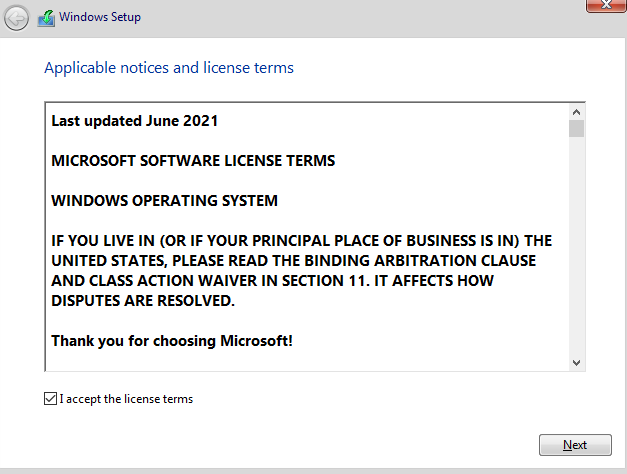 Windows Setup
Applicable notices and license terms
Last updated June 2021
MICROSOFT SOFTWARE LICENSE TERMS
WINDOWS OPERATING SYSTEM
IF YOU LIVE IN (OR IF YOUR PRINCIPAL PLACE OF BUSINESS IS IN) THE
UNITED STATES, PLEASE READ THE BINDING ARBITRATION CLAUSE
AND CLASS ACTION WAIVER IN SECTION 11. IT AFFECTS HOW
DISPUTES ARE RESOLVED.
Thank you for choosing Microsoft!
I accept the license terms
Next